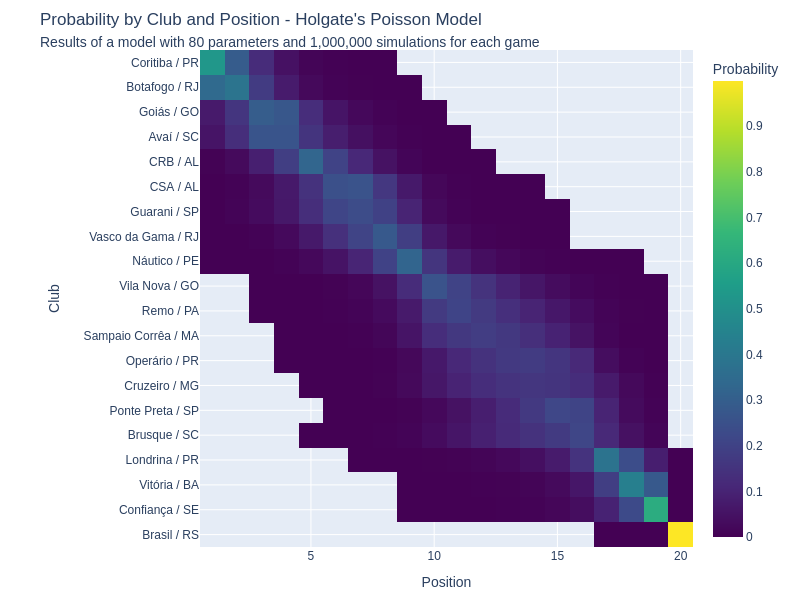 Probability by Club and Position - Holgate's Poisson Model
Results of a model with 80 parameters and 1,000,000 simulations for each game
Probability
Coritiba / PR
Botafogo / RJ
Goiás / GO
Avaí / SC
CRB / AL
CSA / AL
Guarani / SP
Vasco da Gama / RJ
Náutico / PE
Vila Nova / GO
Remo / PA
Sampaio Corrêa / MA
Operário / PR
Cruzeiro / MG
Ponte Preta / SP
Brusque / SC
Londrina / PR
Vitória / BA
Confiança / SE
Brasil / RS
Club
5
10
15
20
Position
0.9
0.8
0.7
0.6
0.5
0.4
0.3
0.2
0.1
0